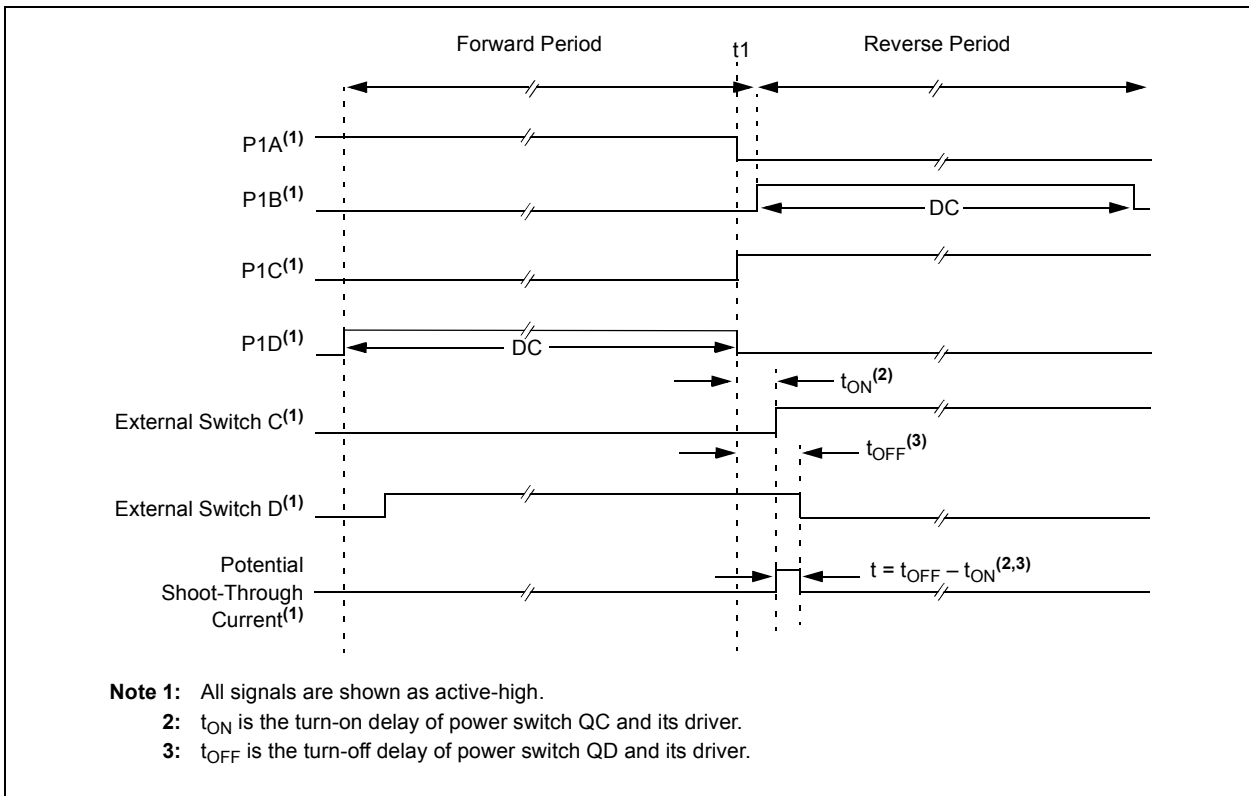 Forward Period
t1
Reverse Period
P1A(1)
P1B(1)
DC
P1C(1)
P1D(1)
DC
tON(2)
External Switch C(1)
tOFF(3)
External Switch D(1)
Potential
Shoot-Through
Current(1)
t = tOFF – tON(2,3)
Note 1: All signals are shown as active-high.
2: tON is the turn-on delay of power switch QC and its driver.
3: tOFF is the turn-off delay of power switch QD and its driver.